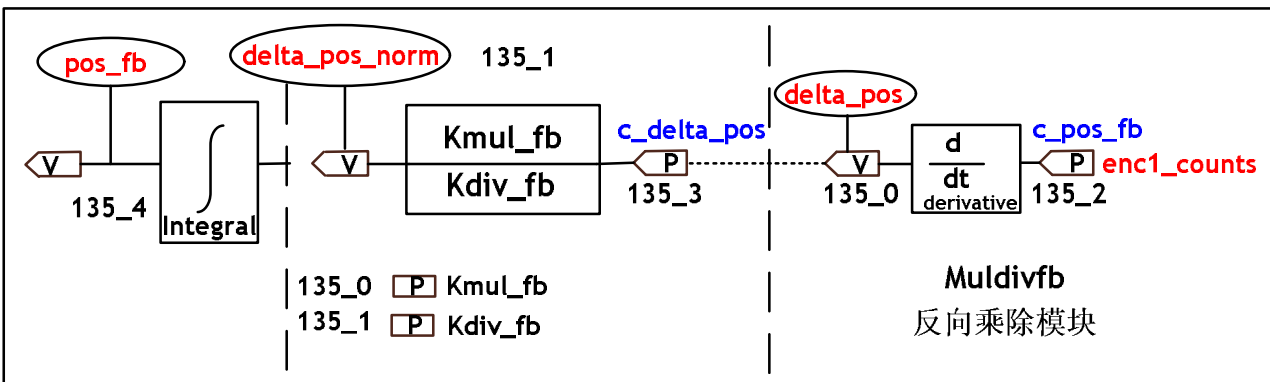 pos_fb
delta_pos_norm
135_1
delta_pos
Kmul_fb
Kdiv_fb
c_delta_pos
c_pos_fb
V
V
P
V
d
dt
derivative
P
enc1_counts
135_4
Integral
135_3
135_0
135_2
135_0 P Kmul_fb
135_1 P Kdiv_fb
Muldivfb
反向乘除模块